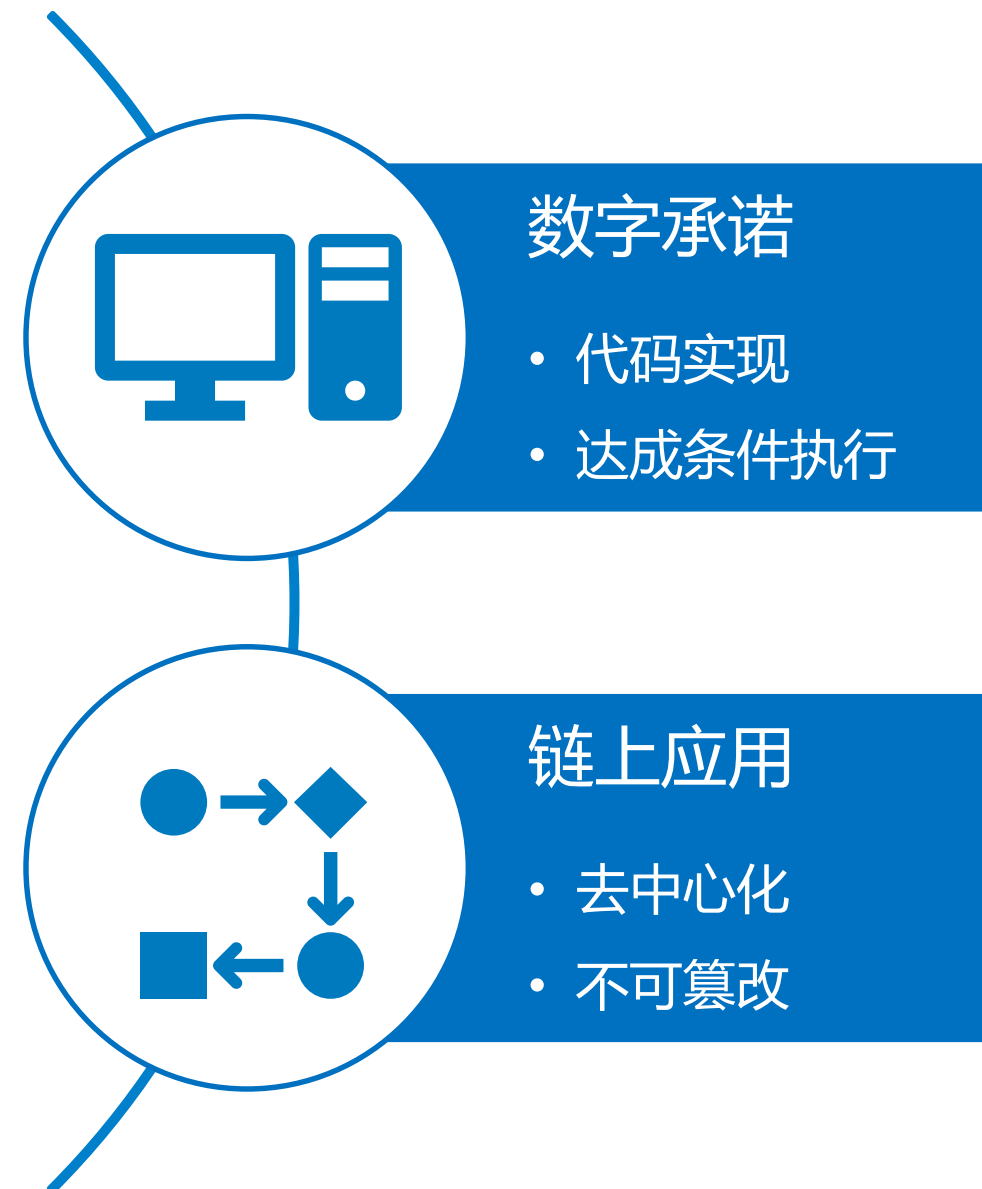 数字承诺
• 代码实现
• 达成条件执行
链上应用
• 去中心化
• 不可篡改